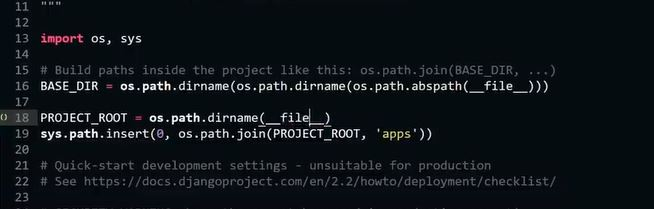 11 """
12
13 import os, sys
14
15 # Build paths inside the project like this: os.path.join(BASE_DIR, ...)
16 BASE_DIR = os.path.dirname(os.path.dirname(os.path.abspath(__file__)))
17
18 PROJECT_ROOT = os.path.dirname(__file__)
19 sys.path.insert(0, os.path.join(PROJECT_ROOT, 'apps'))
20
21 # Quick-start development settings - unsuitable for production
22 # See https://docs.djangoproject.com/en/2.2/howto/deployment/checklist/
23